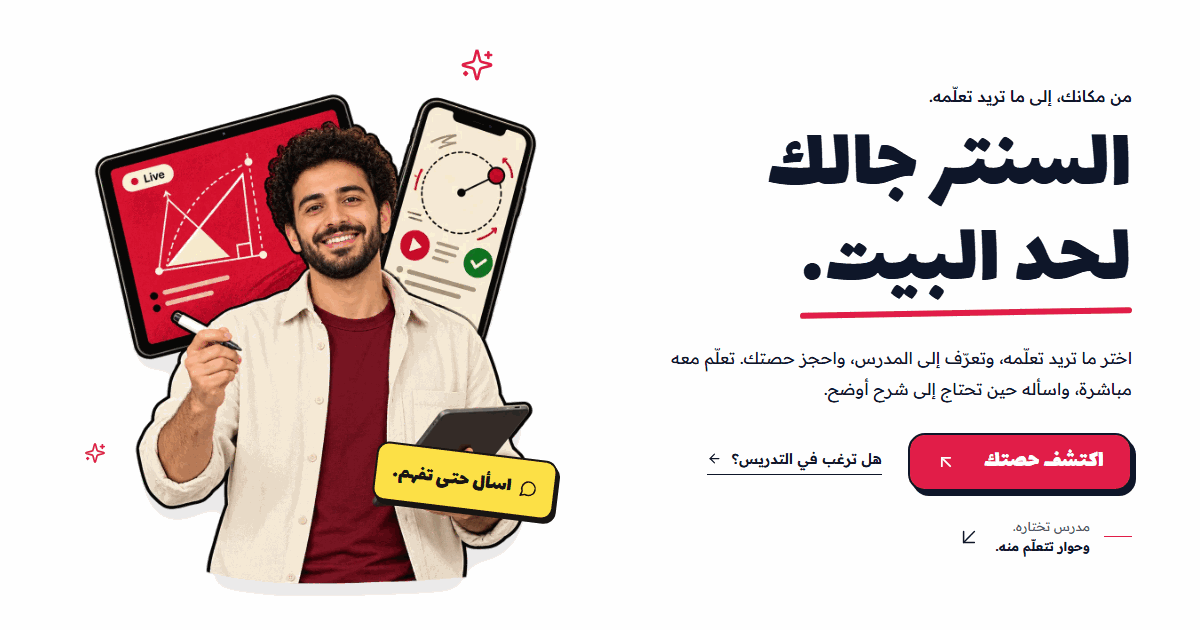 من مكانك، إلى ما تريد تعلّمه.
السنتر جالك
لحد البيت.
اختر ما تريد تعلّمه، وتعرّف إلى المدرس، واحجز حصتك. تعلّم معه
مباشرة، واسأله حين تحتاج إلى شرح أوضح.
اكتشف حصتك
هل ترغب في التدريس؟
مدرس تختاره.
وحوار تتعلّم منه.
Live
اسأل حتى تفهم.